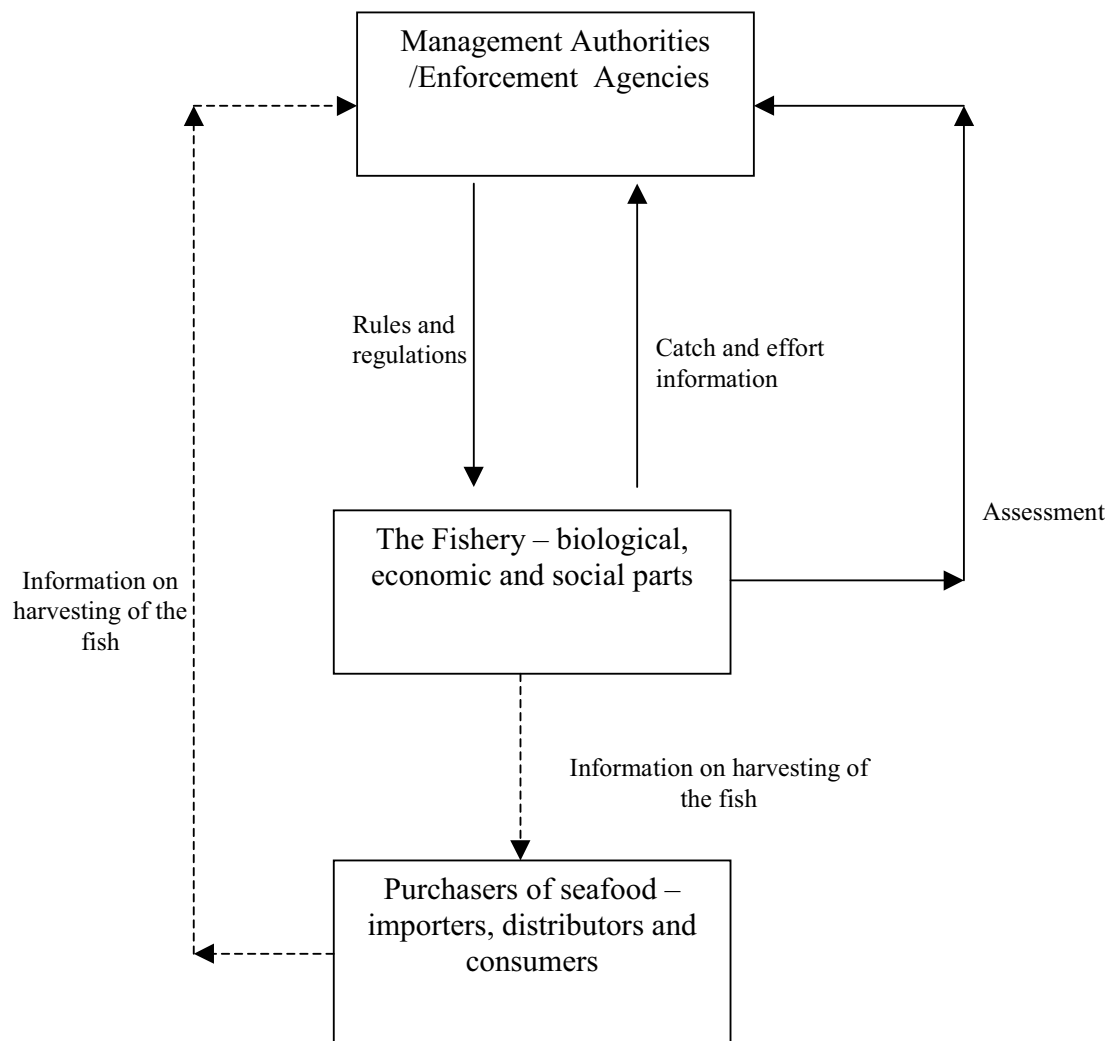 Management Authorities
/Enforcement Agencies
Rules and
regulations
Catch and effort
information
Assessment
The Fishery – biological,
economic and social parts
Information on
harvesting of the
fish
Information on harvesting of
the fish
Purchasers of seafood –
importers, distributors and
consumers